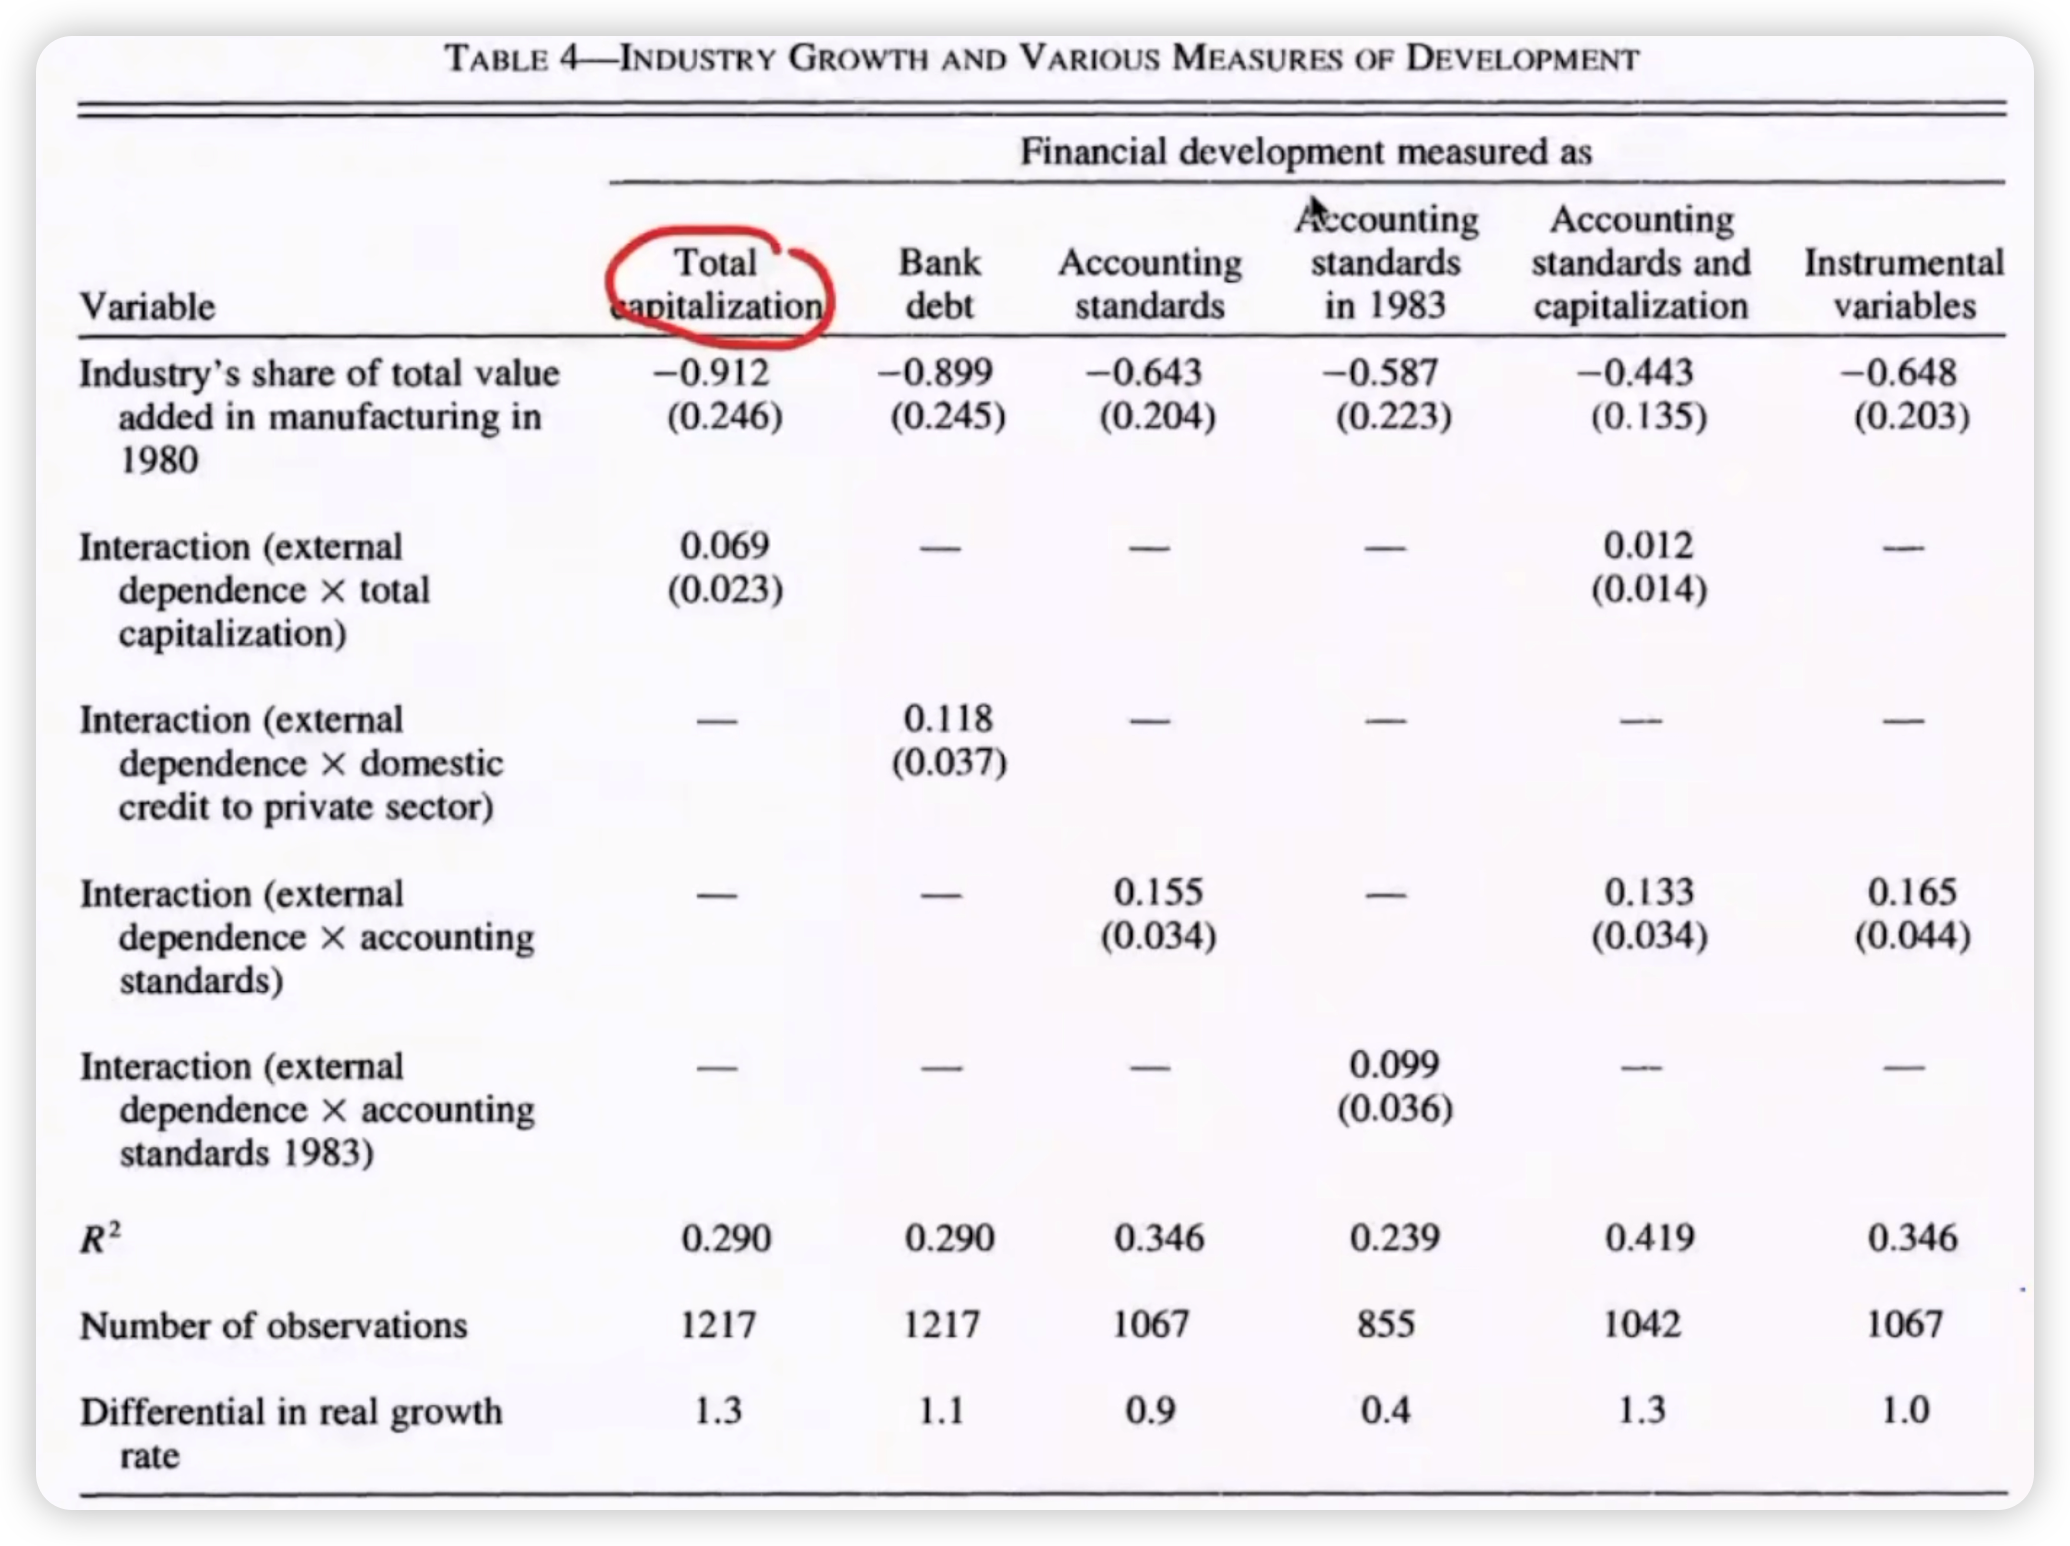 TABLE 4—INDUSTRY GROWTH AND VARIOUS MEASURES OF DEVELOPMENT
Financial development measured as
Variable Total capitalization Bank debt Accounting standards Accounting standards in 1983 Accounting standards and capitalization Instrumental variables
Industry's share of total value −0.912 −0.899 −0.643 −0.587 −0.443 −0.648
added in manufacturing in (0.246) (0.245) (0.204) (0.223) (0.135) (0.203)
1980
Interaction (external 0.069 — — — 0.012 —
dependence × total (0.023) (0.014)
capitalization)
Interaction (external — 0.118 — — — —
dependence × domestic (0.037)
credit to private sector)
Interaction (external — — 0.155 — 0.133 0.165
dependence × accounting (0.034) (0.034) (0.044)
standards)
Interaction (external — — — 0.099 — —
dependence × accounting (0.036)
standards 1983)
R² 0.290 0.290 0.346 0.239 0.419 0.346
Number of observations 1217 1217 1067 855 1042 1067
Differential in real growth 1.3 1.1 0.9 0.4 1.3 1.0
rate